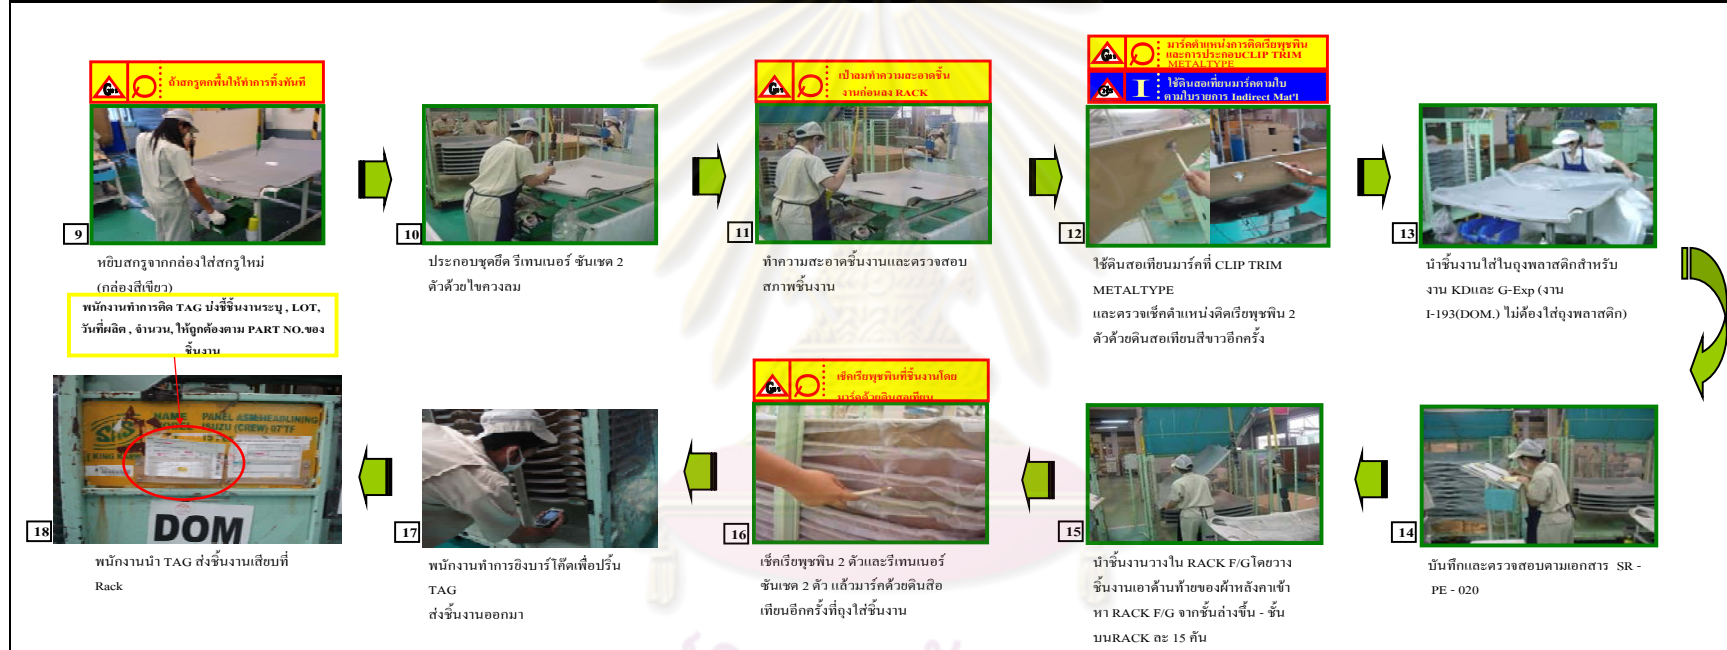 ถ้าสกรูตกพื้นให้ทำการทิ้งทันที
9
หยิบสกรูจากกล่องใส่สกรูใหม่
(กล่องสีเขียว)
10
ประกอบชุดยึด รีเทนเนอร์ ซันเชด 2
ตัวด้วยไขควงลม
Q
เป่าลมทำความสะอาดชิ้น
งานก่อนลง RACK
11
ทำความสะอาดชิ้นงานและตรวจสอบ
สภาพชิ้นงาน
Q
มาร์คตำแหน่งการติดเรียพุชพิน
และการประกอบCLIP TRIM
METALTYPE
I
ใช้ดินสอเทียนมาร์คตามใบ
ตามใบรายการ Indirect Mat'l
12
ใช้ดินสอเทียนมาร์คที่ CLIP TRIM
METALTYPE
และตรวจเช็คตำแหน่งติดเรียพุชพิน 2
ตัวด้วยดินสอเทียนสีขาวอีกครั้ง
13
นำชิ้นงานใส่ในถุงพลาสติกสำหรับ
งาน KDและ G-Exp (งาน
I-193(DOM.) ไม่ต้องใส่ถุงพลาสติก)
14
บันทึกและตรวจสอบตามเอกสาร SR -
PE - 020
15
นำชิ้นงานวางใน RACK F/Gโดยวาง
ชิ้นงานเอาด้านท้ายของผ้าหลังคาเข้า
หา RACK F/G จากชั้นล่างขึ้น - ชั้น
บนRACK ละ 15 คัน
Q
เช็คเรียพุชพินที่ชิ้นงานโดย
มาร์คด้วยดินสอเทียน
16
เช็คเรียพุชพิน 2 ตัวและรีเทนเนอร์
ซันเชด 2 ตัว แล้วมาร์คด้วยดินสือ
เทียนอีกครั้งที่ถุงใส่ชิ้นงาน
17
พนักงานทำการยิงบาร์โค๊ตเพื่อปริ้น
TAG
ส่งชิ้นงานออกมา
พนักงานทำการติด TAG บ่งชี้ชิ้นงานระบุ , LOT,
วันที่ผลิต , จำนวน, ให้ถูกต้องตาม PART NO.ของ
ชิ้นงาน
NAME PANEL ASM:HEADLINING
MODEL ISUZU (CREW) 07'TF
DOM
18
พนักงานนำ TAG ส่งชิ้นงานเสียบที่
Rack